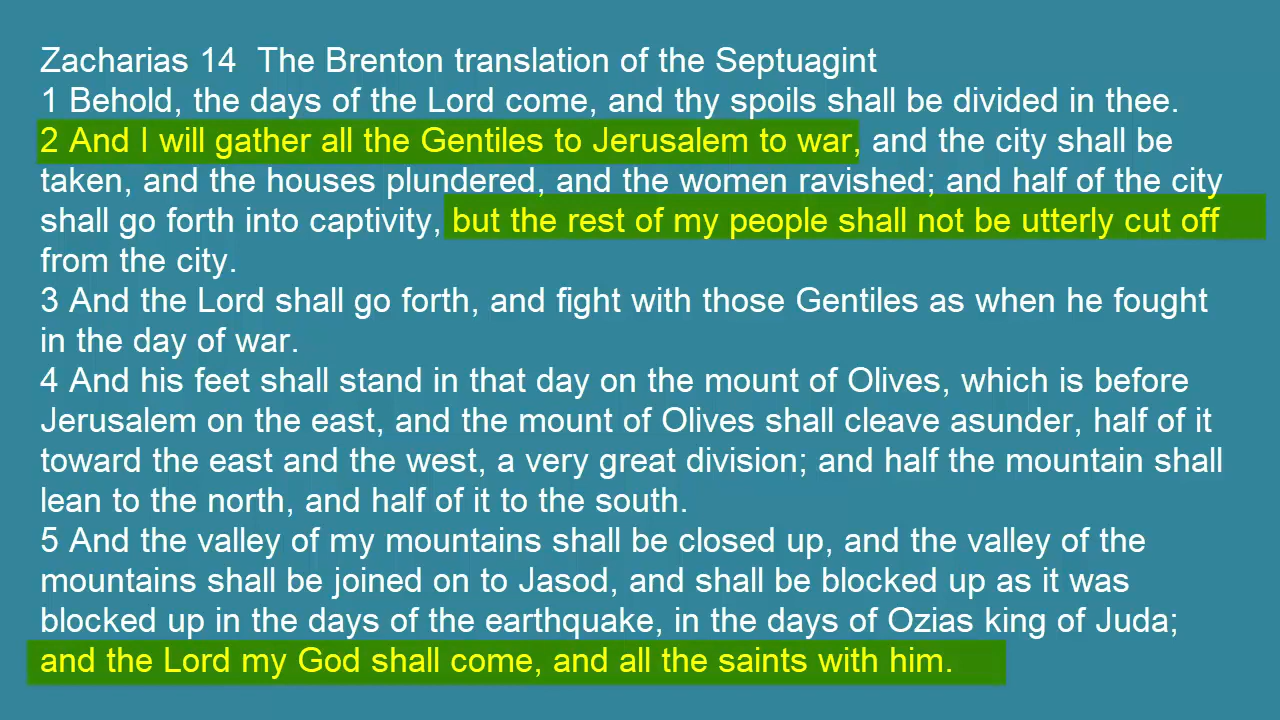 Zacharias 14  The Brenton translation of the Septuagint
1 Behold, the days of the Lord come, and thy spoils shall be divided in thee.
2 And I will gather all the Gentiles to Jerusalem to war, and the city shall be
taken, and the houses plundered, and the women ravished; and half of the city
shall go forth into captivity, but the rest of my people shall not be utterly cut off
from the city.
3 And the Lord shall go forth, and fight with those Gentiles as when he fought
in the day of war.
4 And his feet shall stand in that day on the mount of Olives, which is before
Jerusalem on the east, and the mount of Olives shall cleave asunder, half of it
toward the east and the west, a very great division; and half the mountain shall
lean to the north, and half of it to the south.
5 And the valley of my mountains shall be closed up, and the valley of the
mountains shall be joined on to Jasod, and shall be blocked up as it was
blocked up in the days of the earthquake, in the days of Ozias king of Juda;
and the Lord my God shall come, and all the saints with him.